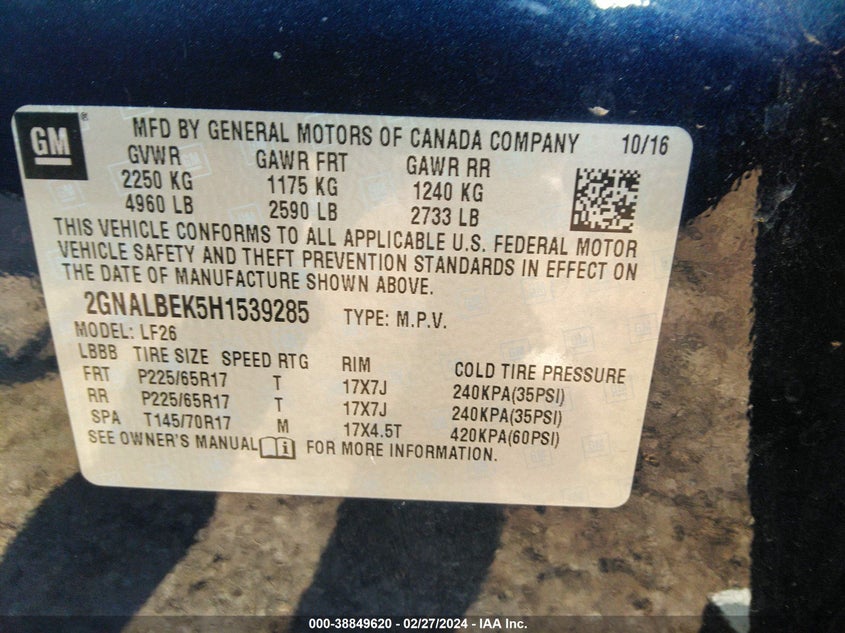 GM ®
MFD BY GENERAL MOTORS OF CANADA COMPANY 10/16
GVWR GAWR FRT GAWR RR
2250 KG 1175 KG 1240 KG
4960 LB 2590 LB 2733 LB
THIS VEHICLE CONFORMS TO ALL APPLICABLE U.S. FEDERAL MOTOR
VEHICLE SAFETY AND THEFT PREVENTION STANDARDS IN EFFECT ON
THE DATE OF MANUFACTURE SHOWN ABOVE.
2GNALBEK5H1539285 TYPE: M.P.V.
MODEL: LF26
LBBB TIRE SIZE SPEED RTG RIM COLD TIRE PRESSURE
FRT P225/65R17 T 17X7J 240KPA(35PSI)
RR P225/65R17 T 17X7J 240KPA(35PSI)
SPA T145/70R17 M 17X4.5T 420KPA(60PSI)
SEE OWNER'S MANUAL i FOR MORE INFORMATION.
000-38849620 - 02/27/2024 - IAA Inc.